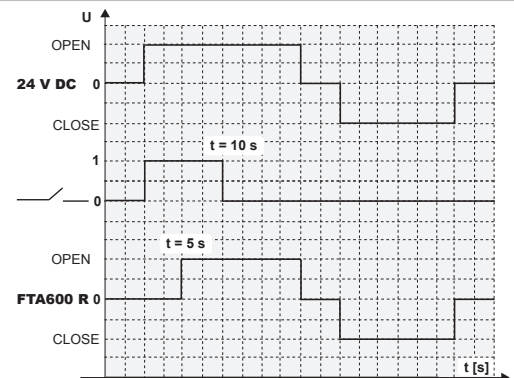 U
OPEN
24 V DC 0
CLOSE
t = 10 s
1
0
t = 5 s
OPEN
FTA600 R 0
CLOSE
t [s]